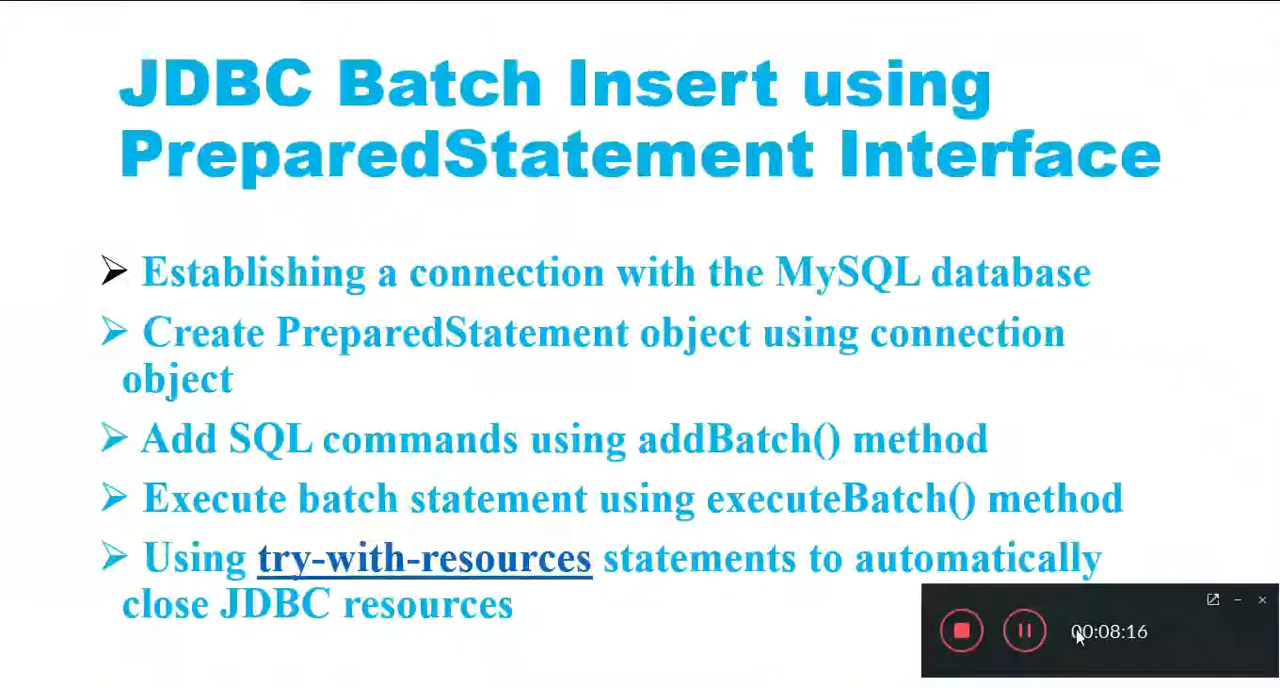 JDBC Batch Insert using
PreparedStatement Interface
➢ Establishing a connection with the MySQL database
➢ Create PreparedStatement object using connection
object
➢ Add SQL commands using addBatch() method
➢ Execute batch statement using executeBatch() method
➢ Using try-with-resources statements to automatically
close JDBC resources
00:08:16